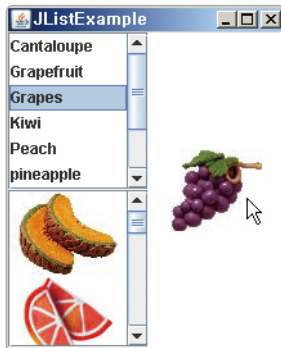 JListExample
Cantaloupe
Grapefruit
Grapes
Kiwi
Peach
pineapple